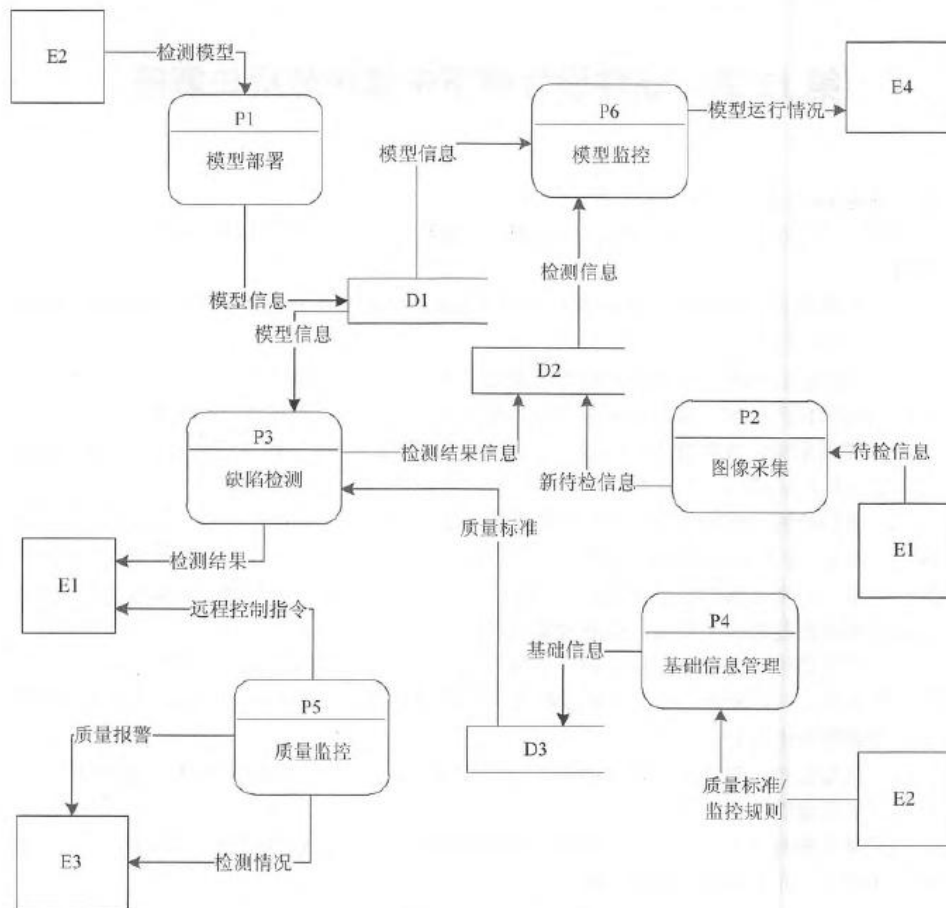 E2
检测模型
P1
模型部署
模型信息
P6
模型监控
模型运行情况
E4
检测信息
模型信息
D1
模型信息
D2
P3
缺陷检测
检测结果信息
新待检信息
P2
图像采集
待检信息
E1
质量标准
检测结果
E1
远程控制指令
P4
基础信息管理
基础信息
P5
质量监控
质量报警
D3
质量标准/
监控规则
E2
检测情况
E3